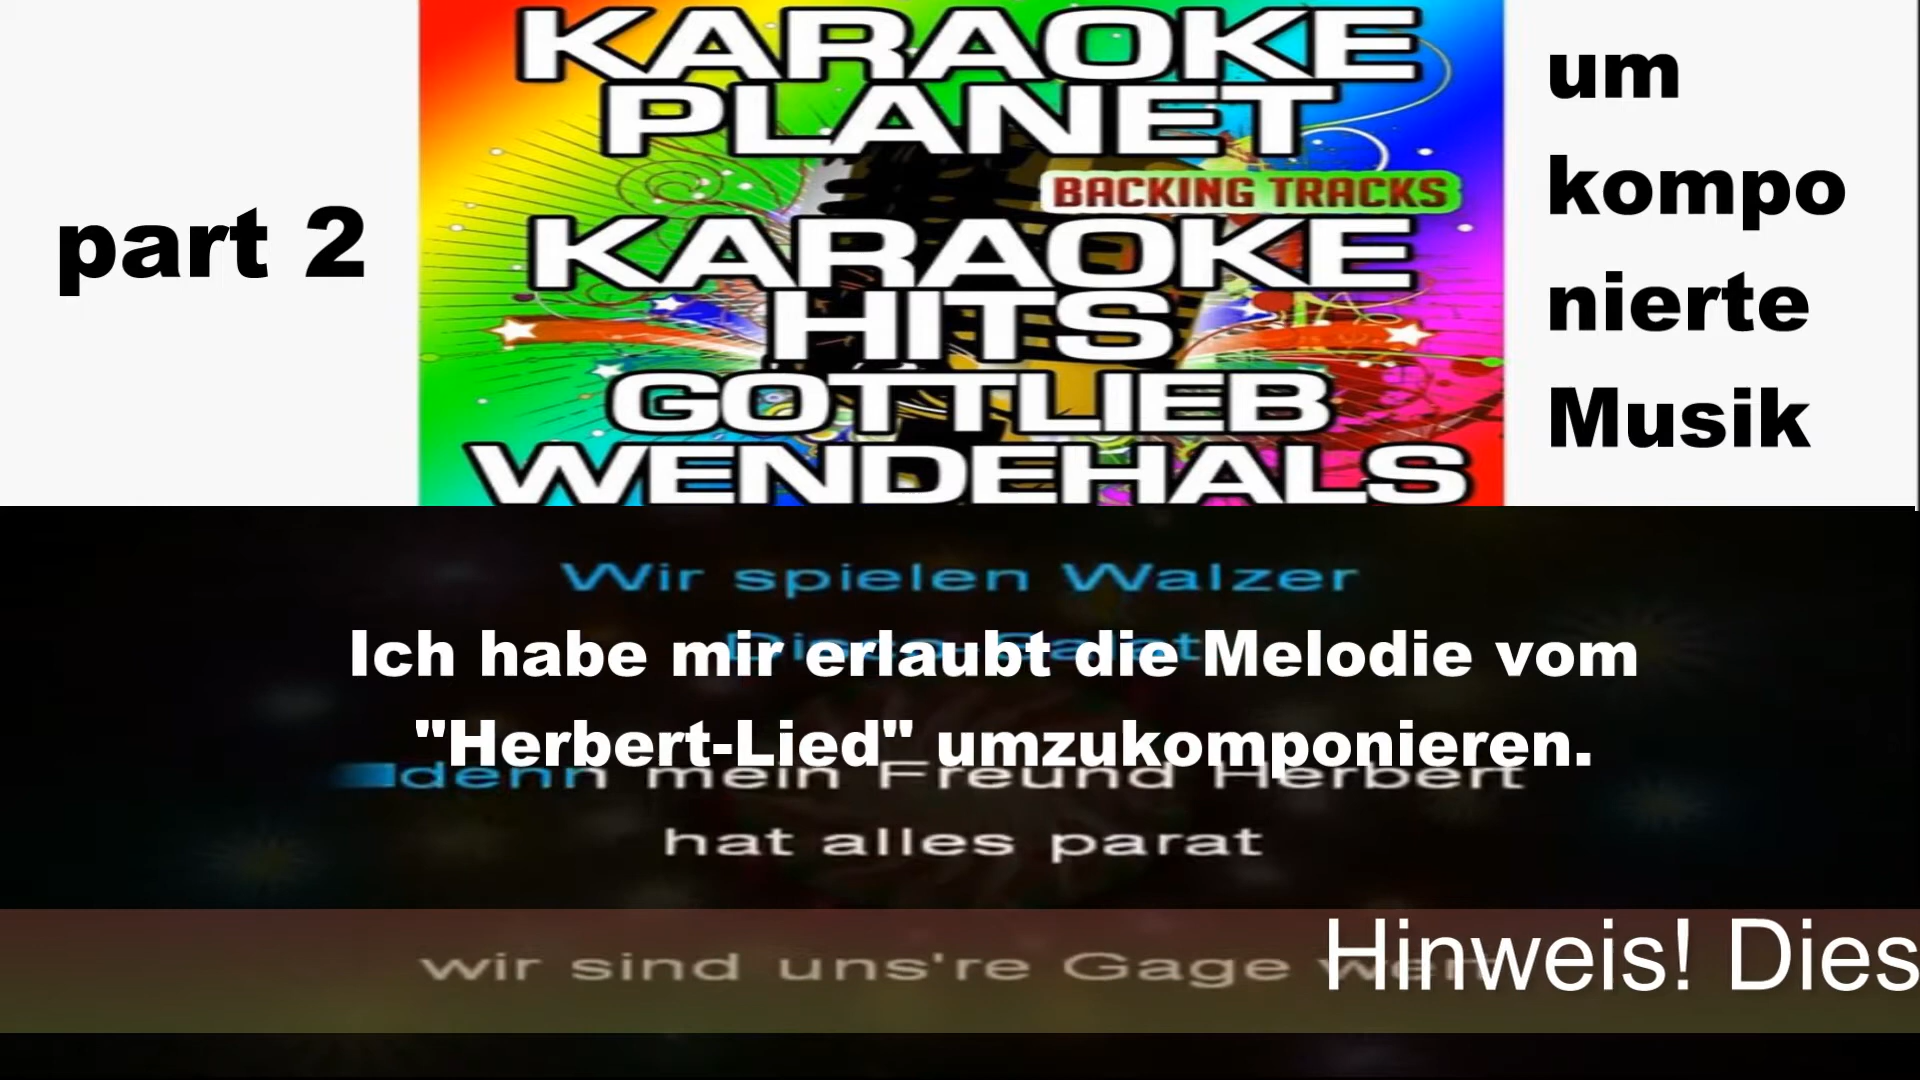 part 2
KARAOKE
PLANET
BACKING TRACKS
KARAOKE
HITS
GOTTLIEB
WENDEHALS
um
kompo
nierte
Musik
Wir spielen Walzer
Ich habe mir erlaubt die Melodie vom
"Herbert-Lied" umzukomponieren.
denn mein Freund Herbert
hat alles parat
wir sind uns're Gage
Hinweis! Dies